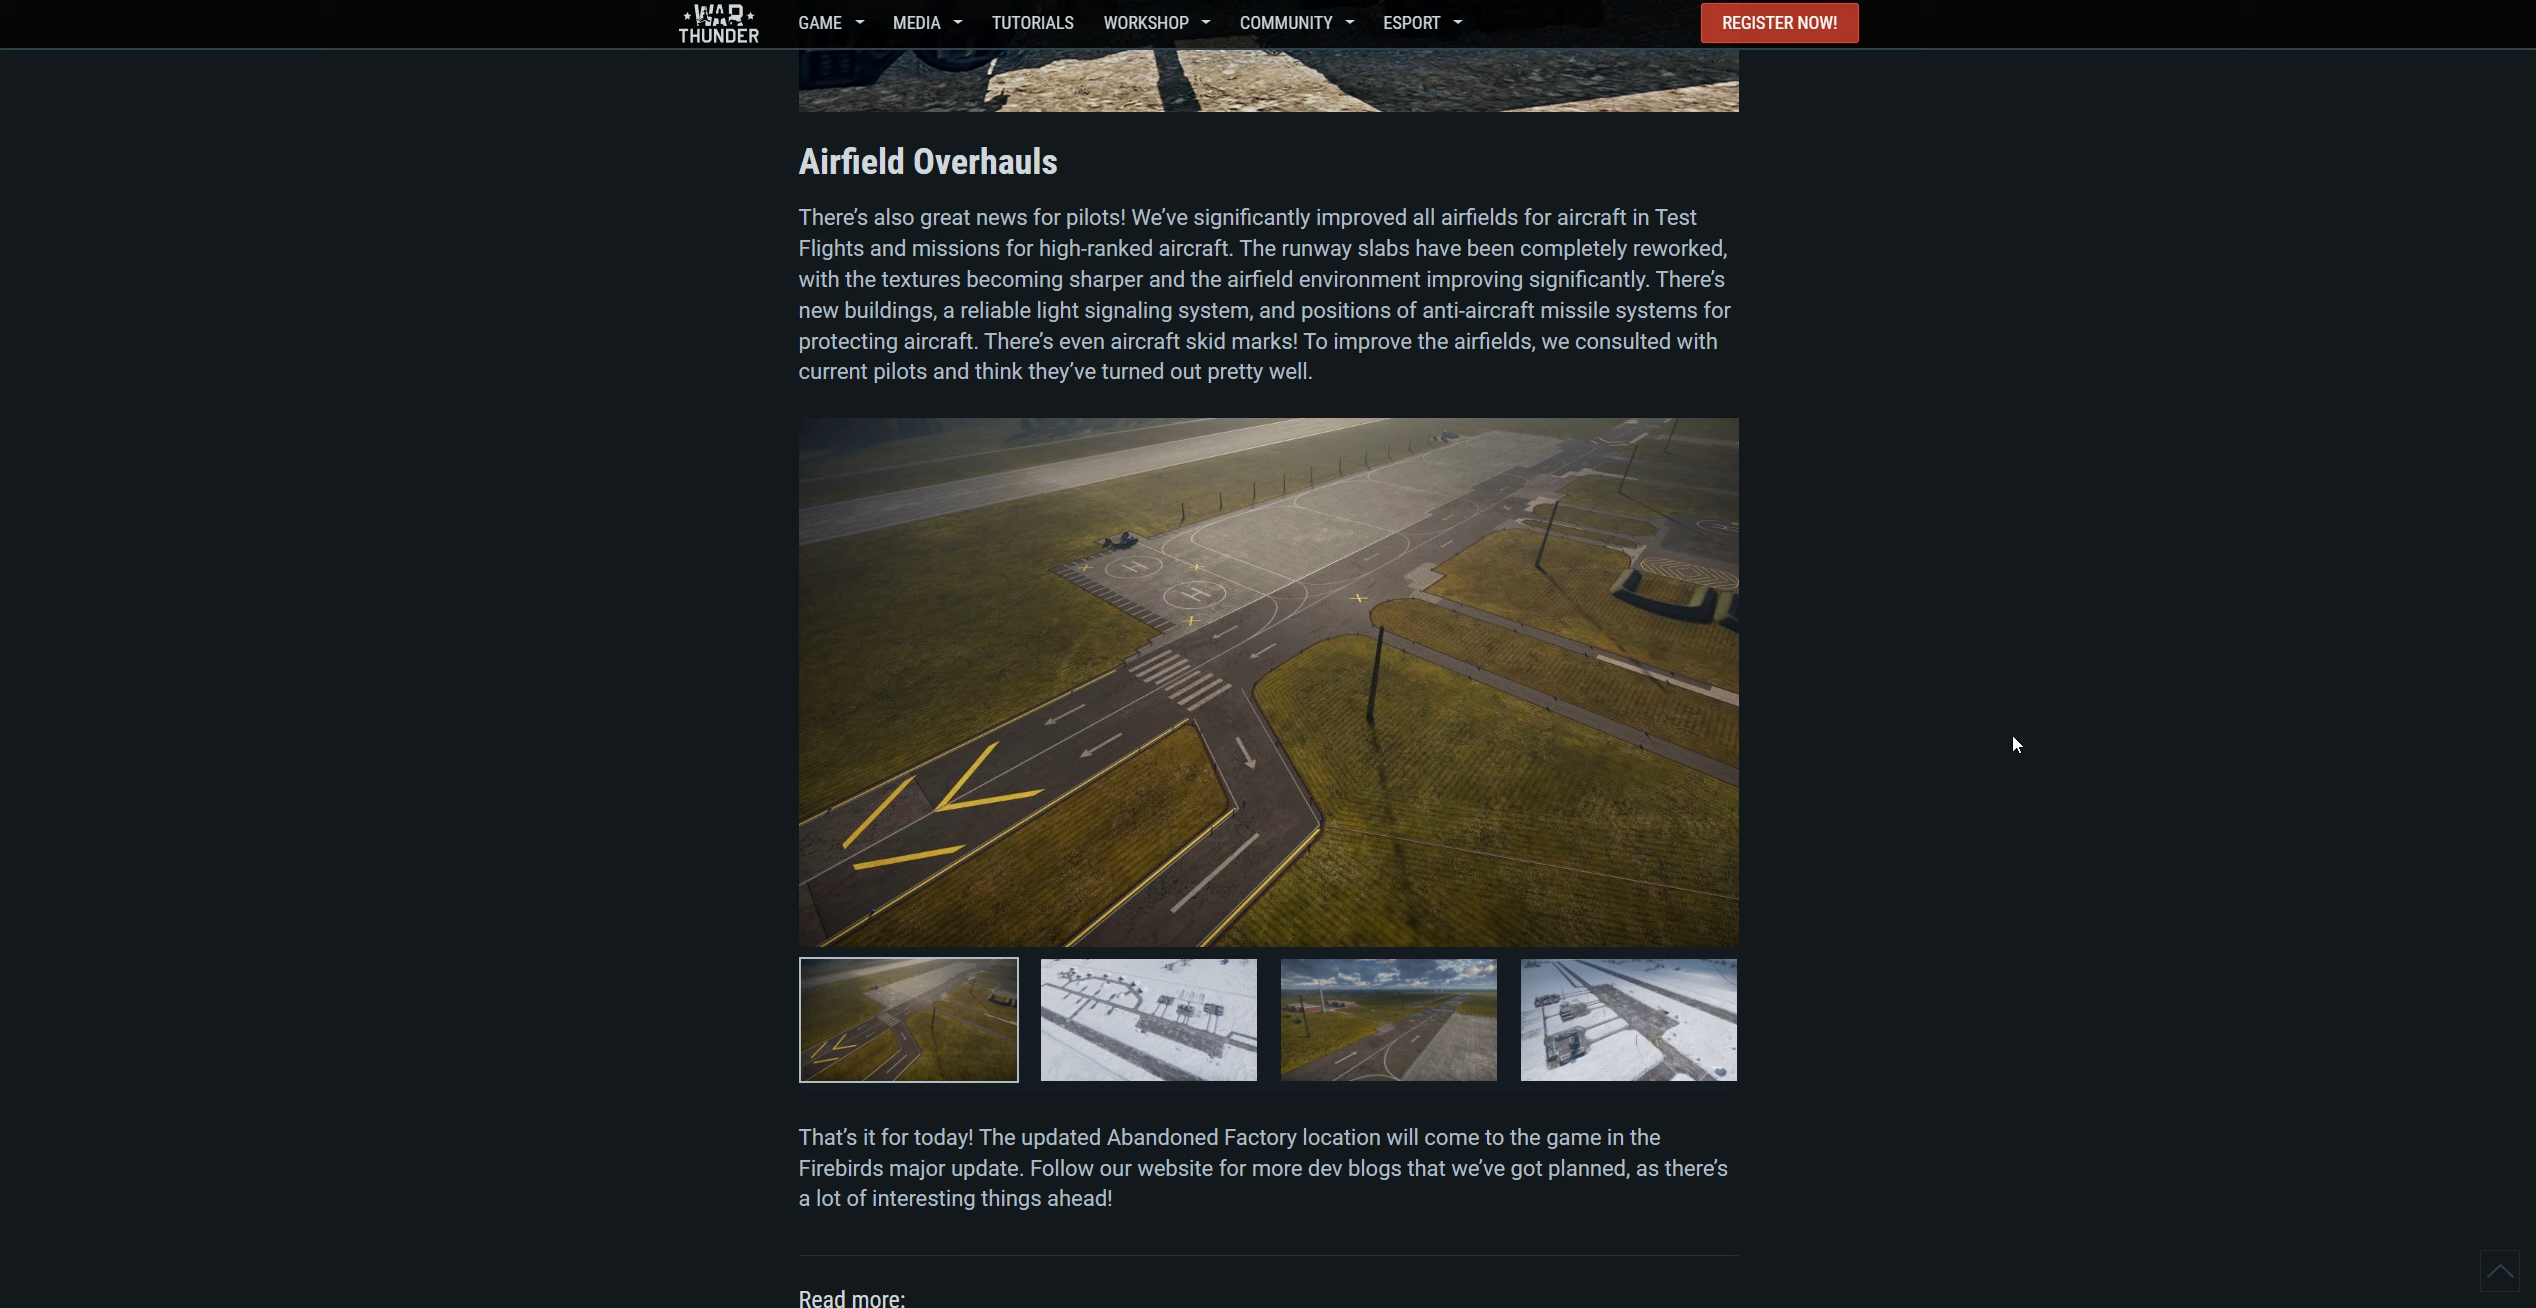 WAR
THUNDER
GAME
MEDIA
TUTORIALS
WORKSHOP
COMMUNITY
ESPORT
REGISTER NOW!
Airfield Overhauls
There’s also great news for pilots! We’ve significantly improved all airfields for aircraft in Test
Flights and missions for high-ranked aircraft. The runway slabs have been completely reworked,
with the textures becoming sharper and the airfield environment improving significantly. There’s
new buildings, a reliable light signaling system, and positions of anti-aircraft missile systems for
protecting aircraft. There’s even aircraft skid marks! To improve the airfields, we consulted with
current pilots and think they’ve turned out pretty well.
H
H
That’s it for today! The updated Abandoned Factory location will come to the game in the
Firebirds major update. Follow our website for more dev blogs that we’ve got planned, as there’s
a lot of interesting things ahead!
Read more: